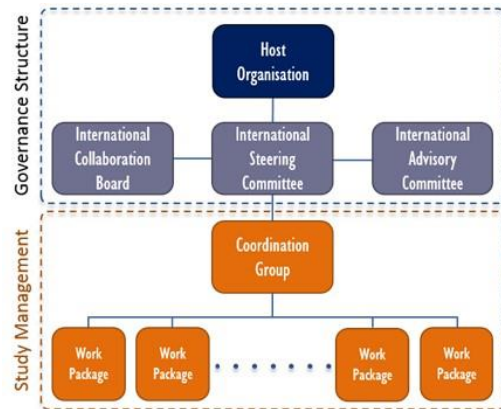 Governance Structure
Host
Organisation
International
Collaboration
Board
International
Steering
Committee
International
Advisory
Committee
Study Management
Coordination
Group
Work
Package
Work
Package
Work
Package
Work
Package